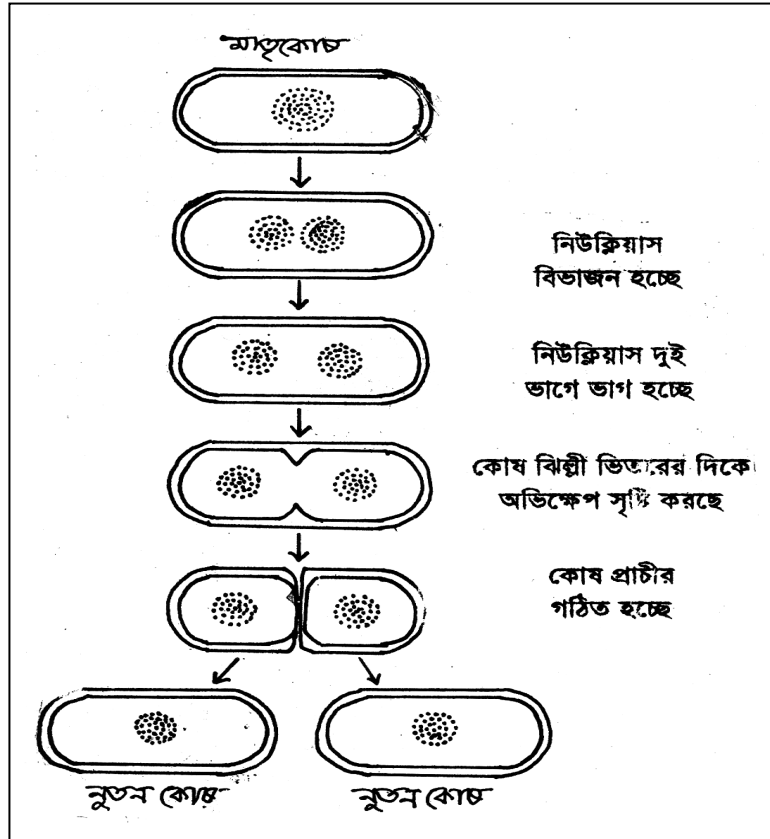 মাতৃকোষ
নিউক্লিয়াস
বিভাজন হচ্ছে
নিউক্লিয়াস দুই
ভাগে ভাগ হচ্ছে
কোষ ঝিল্লী ভিতরের দিকে
অভিক্ষেপ সৃষ্টি করছে
কোষ প্রাচীর
গঠিত হচ্ছে
নুতন কোষ
নুতন কোষ